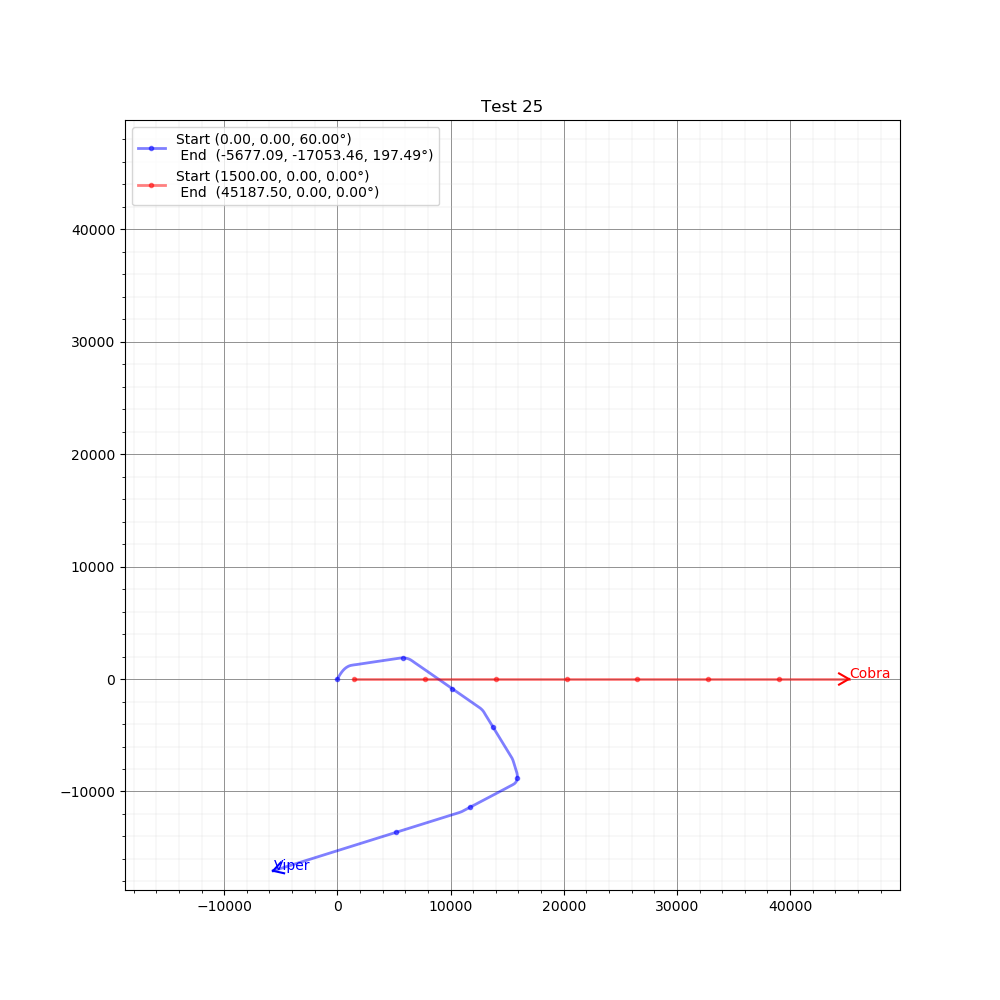 Test 25
Start (0.00, 0.00, 60.00°)
End (-5677.09, -17053.46, 197.49°)
Start (1500.00, 0.00, 0.00°)
End (45187.50, 0.00, 0.00°)
40000
30000
20000
10000
0
−10000
Cobra
Viper
−10000 0 10000 20000 30000 40000